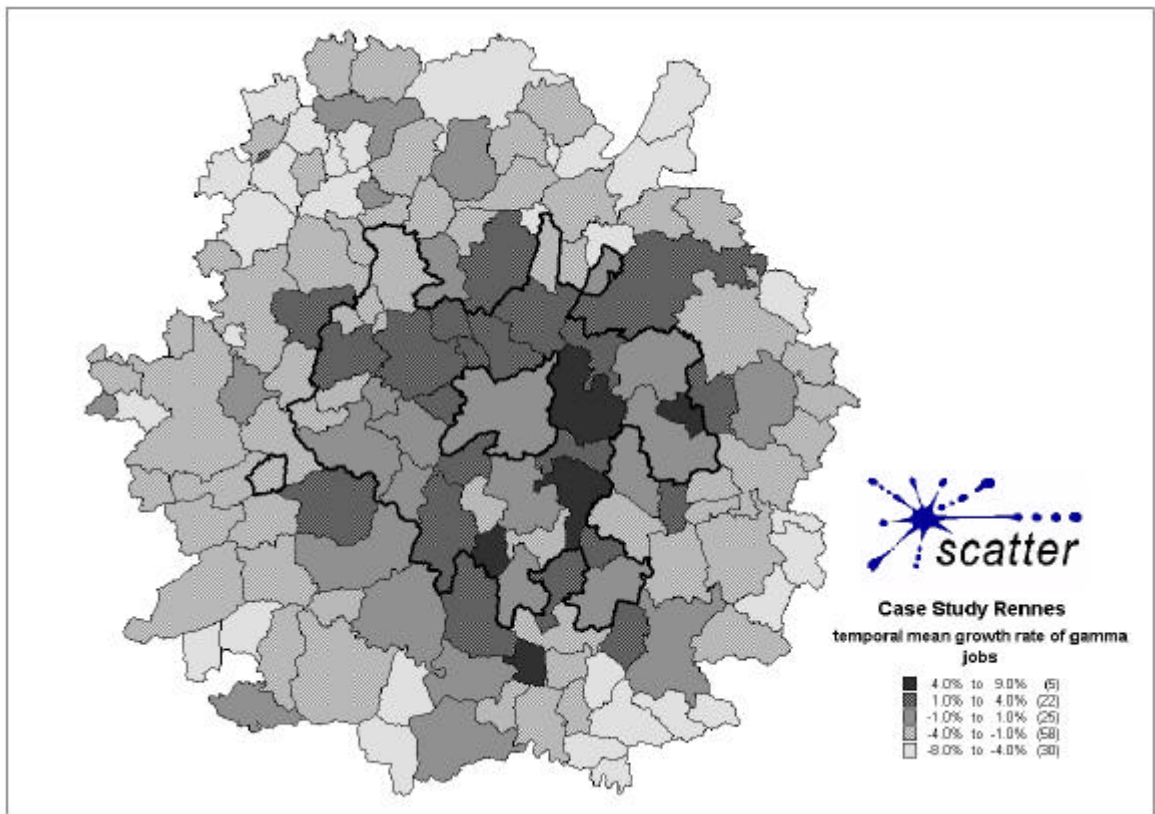 scatter
Case Study Rennes
temporal mean growth rate of gamma
jobs
4.0% to 9.0% (5)
1.0% to 4.0% (22)
-1.0% to 1.0% (25)
-4.0% to -1.0% (58)
-8.0% to -4.0% (30)